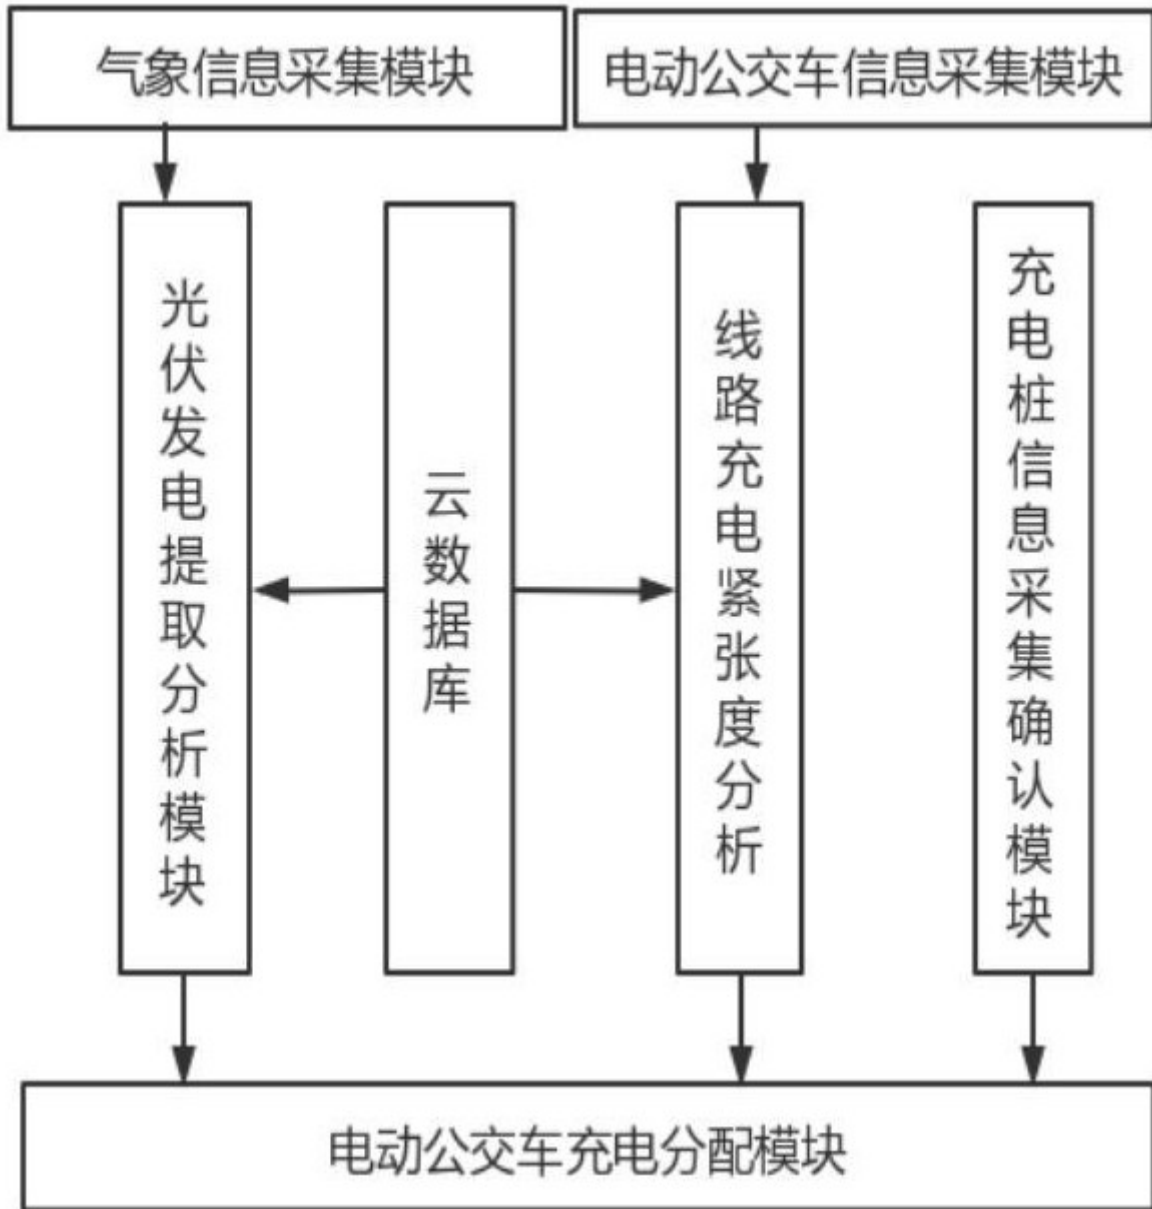 气象信息采集模块
电动公交车信息采集模块
光伏发电提取分析模块
云数据库
线路充电紧张度分析
充电桩信息采集确认模块
电动公交车充电分配模块